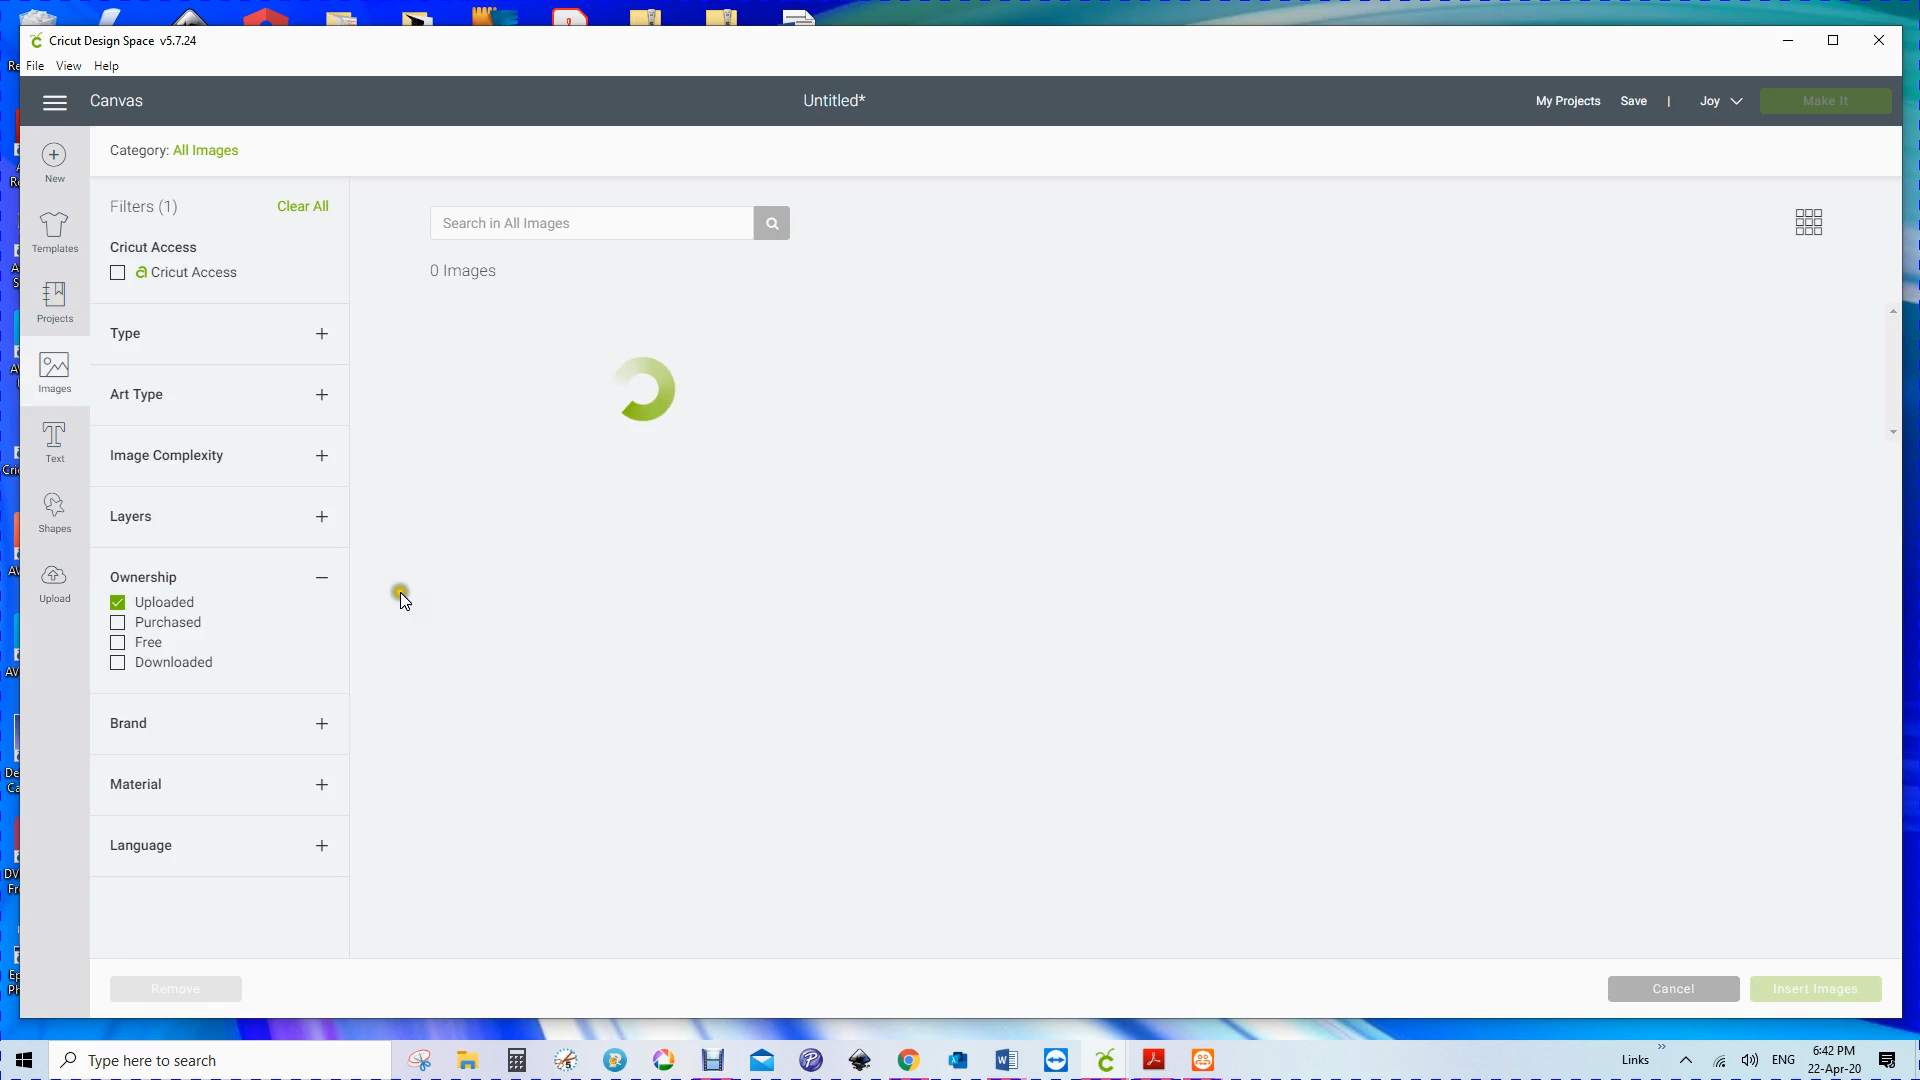 Cricut Design Space v5.7.24
File View Help
Canvas
Untitled*
My Projects Save | Joy
Make It
New
Templates
Projects
Images
Text
Shapes
Upload
Category: All Images
Filters (1)
Clear All
Cricut Access
a Cricut Access
Type
Art Type
Image Complexity
Layers
Ownership
Uploaded
Purchased
Free
Downloaded
Brand
Material
Language
Search in All Images
0 Images
Remove
Cancel
Insert Images
Type here to search
Links
ENG
6:42 PM
22-Apr-20